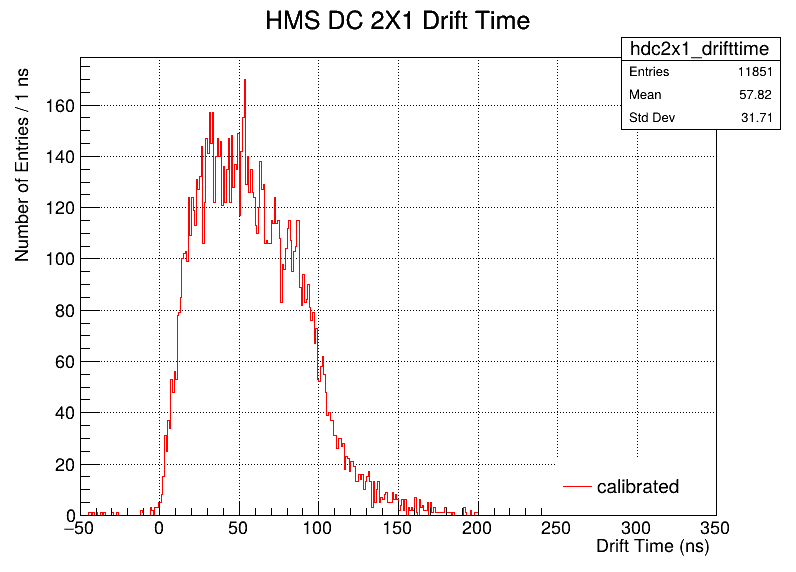 HMS DC 2X1 Drift Time
hdc2x1_drifttime
Entries 11851
Mean 57.82
Std Dev 31.71
Number of Entries / 1 ns
160
140
120
100
80
60
40
20
0
calibrated
−50 0 50 100 150 200 250 300 350
Drift Time (ns)